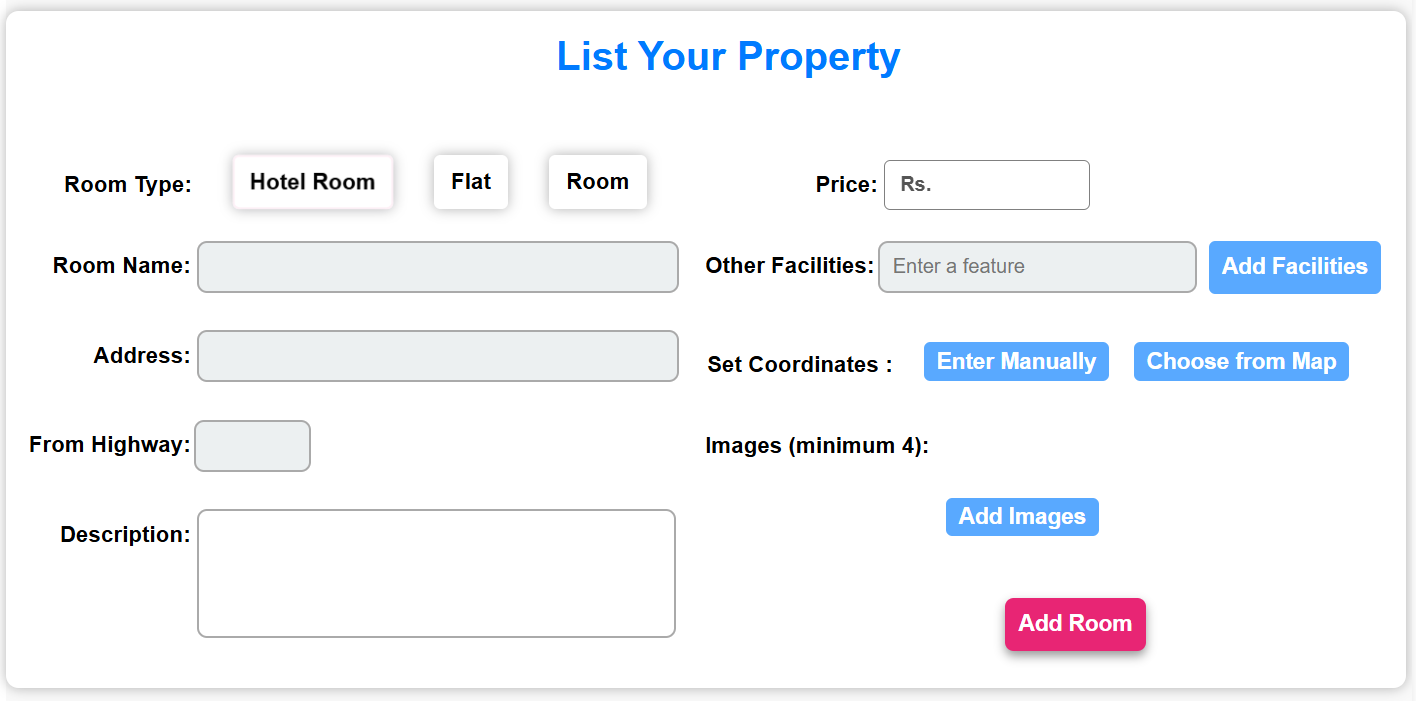 List Your Property
Room Type:
Hotel Room
Flat
Room
Price:
Rs.
Room Name:
Other Facilities:
Enter a feature
Add Facilities
Address:
Set Coordinates :
Enter Manually
Choose from Map
From Highway:
Images (minimum 4):
Description:
Add Images
Add Room